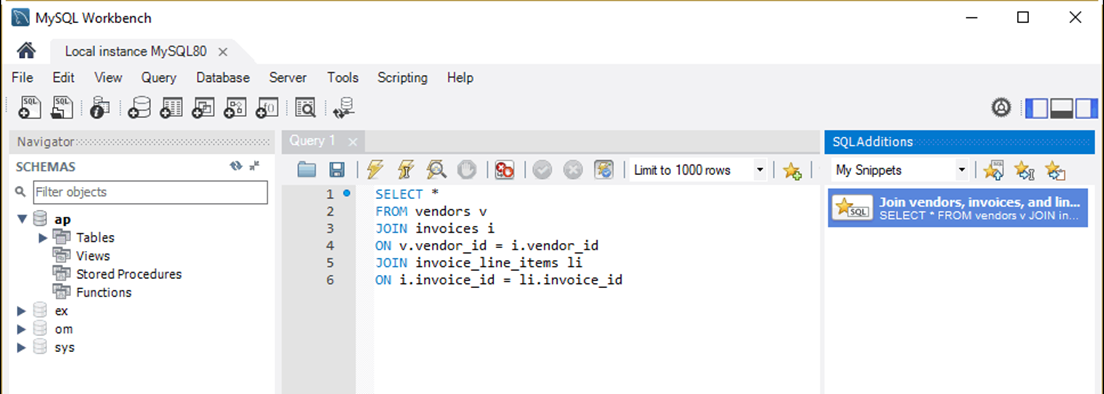 MySQL Workbench
Local instance MySQL80
File Edit View Query Database Server Tools Scripting Help
Navigator
SCHEMAS
Filter objects
ap
Tables
Views
Stored Procedures
Functions
ex
om
sys
Query 1
Limit to 1000 rows
1 SELECT *
2 FROM vendors v
3 JOIN invoices i
4 ON v.vendor_id = i.vendor_id
5 JOIN invoice_line_items li
6 ON i.invoice_id = li.invoice_id
SQLAdditions
My Snippets
SQL
Join vendors, invoices, and lin...
SELECT * FROM vendors v JOIN in...